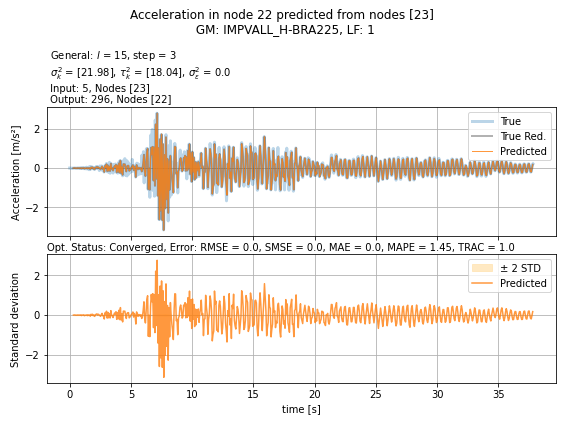 Acceleration in node 22 predicted from nodes [23]
GM: IMPVALL_H-BRA225, LF: 1
General: l = 15, step = 3
σ²ₖ = [21.98], τ²ₖ = [18.04], σ²ε = 0.0
Input: 5, Nodes [23]
Output: 296, Nodes [22]
True
True Red.
Predicted
2
0
−2
Acceleration [m/s²]
Opt. Status: Converged, Error: RMSE = 0.0, SMSE = 0.0, MAE = 0.0, MAPE = 1.45, TRAC = 1.0
± 2 STD
Predicted
2
0
−2
Standard deviation
0 5 10 15 20 25 30 35
time [s]